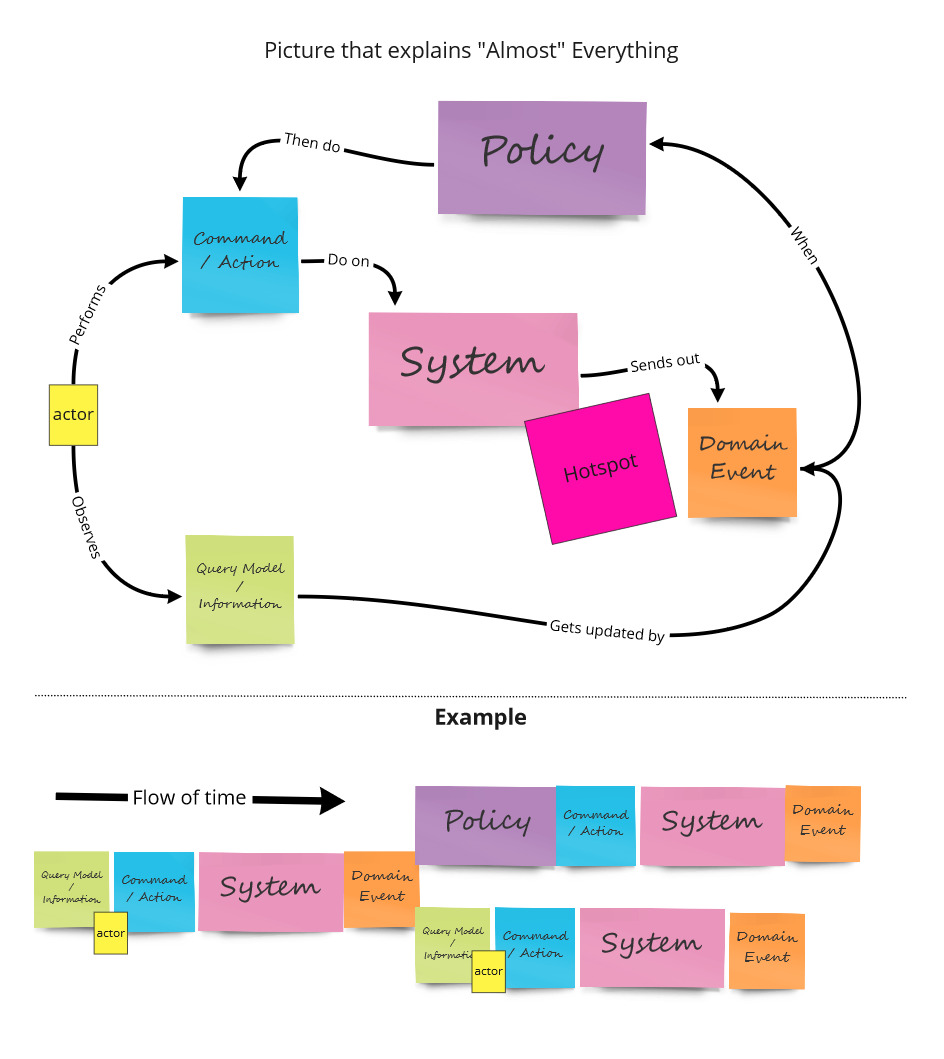 Picture that explains "Almost" Everything
Policy
Then do
When
Command
/ Action
Do on
Performs
System
Sends out
actor
Domain
Event
Hotspot
Observes
Query Model
/
Information
Gets updated by
Example
Flow of time
Policy
Command
/ Action
System
Domain
Event
Query Model
/
Information
Command
/ Action
System
Domain
Event
actor
Query Model
/
Informati
Command
/ Action
System
Domain
Event
actor